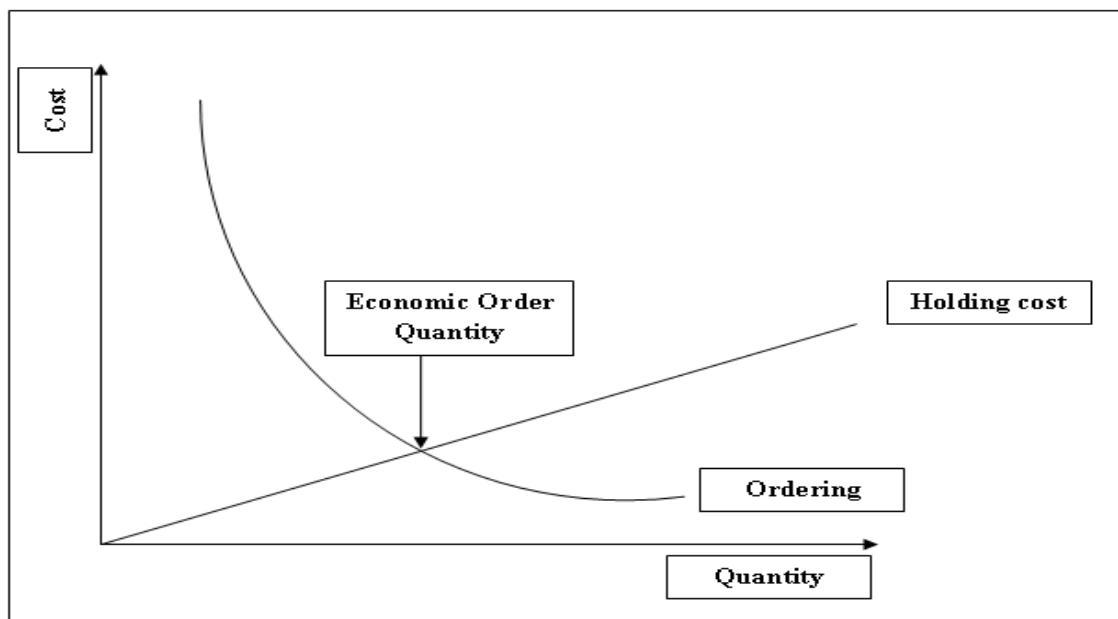 Cost
Economic Order
Quantity
Holding cost
Ordering
Quantity